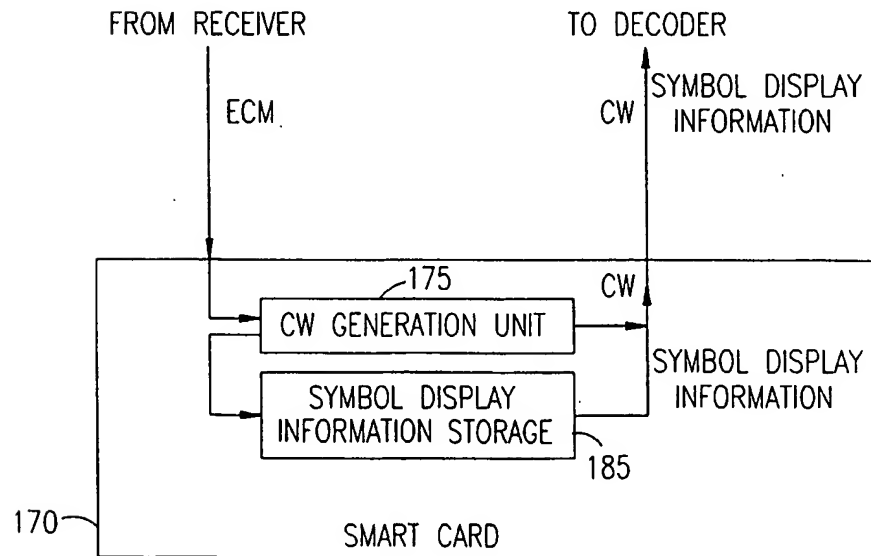 FROM RECEIVER
TO DECODER
ECM
CW
SYMBOL DISPLAY
INFORMATION
175
CW
CW GENERATION UNIT
SYMBOL DISPLAY
INFORMATION
SYMBOL DISPLAY
INFORMATION STORAGE
185
170
SMART CARD